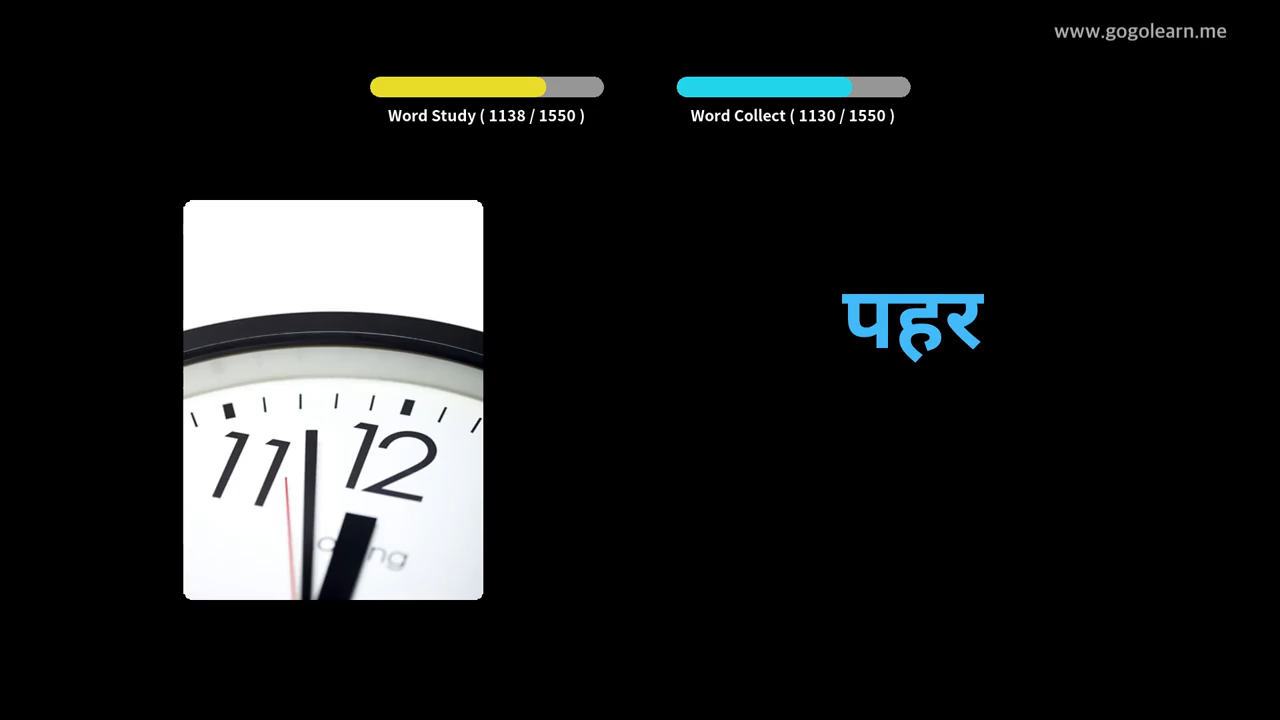 www.gogolearn.me
Word Study ( 1138 / 1550 )
Word Collect ( 1130 / 1550 )
पहर
11 12